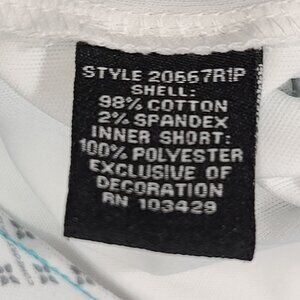 STYLE 20667R1P
SHELL:
98% COTTON
2% SPANDEX
INNER SHORT:
100% POLYESTER
EXCLUSIVE OF
DECORATION
RN 103429